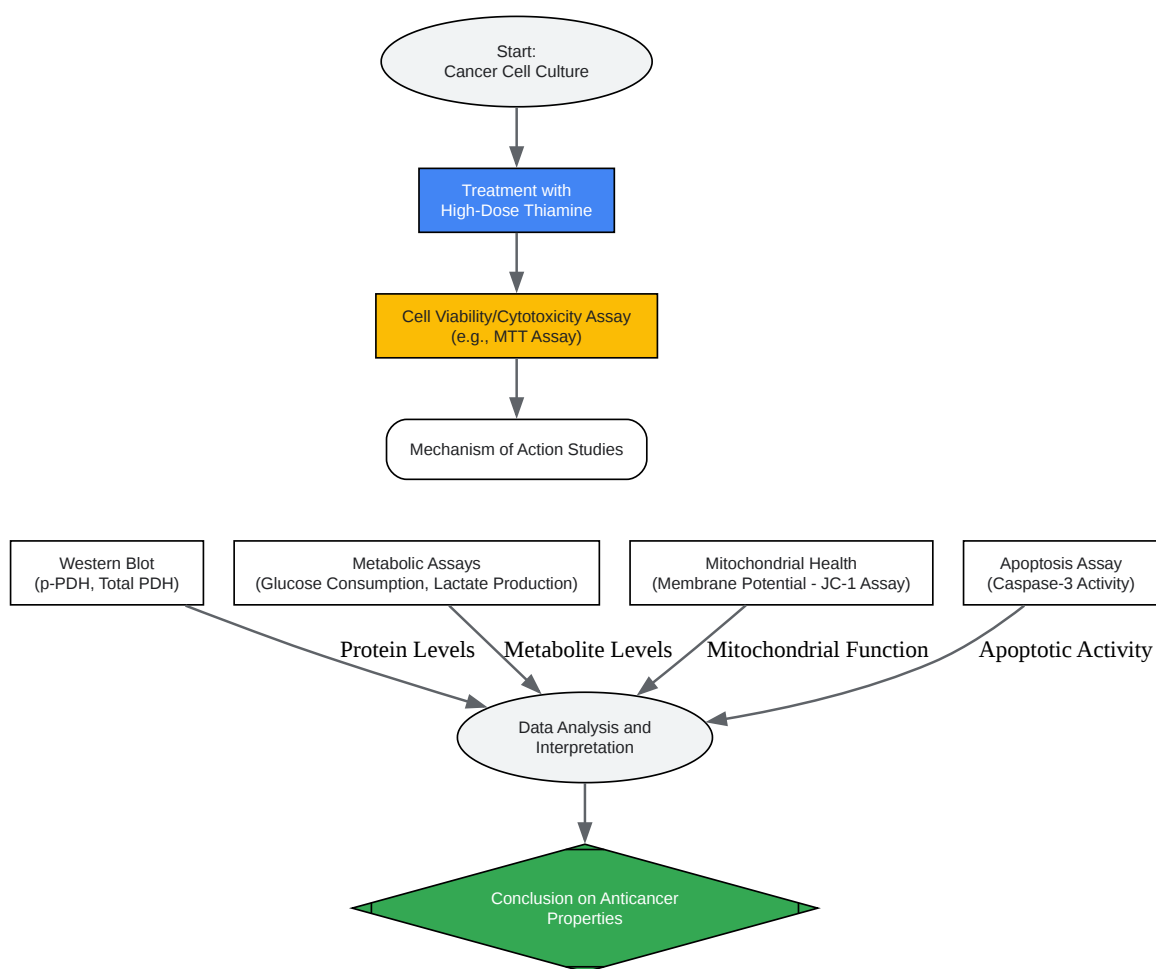 Start:
Cancer Cell Culture
Treatment with
High-Dose Thiamine
Cell Viability/Cytotoxicity Assay
(e.g., MTT Assay)
Mechanism of Action Studies
Western Blot
(p-PDH, Total PDH)
Metabolic Assays
(Glucose Consumption, Lactate Production)
Mitochondrial Health
(Membrane Potential - JC-1 Assay)
Apoptosis Assay
(Caspase-3 Activity)
Protein Levels
Metabolite Levels
Mitochondrial Function
Apoptotic Activity
Data Analysis and
Interpretation
Conclusion on Anticancer
Properties